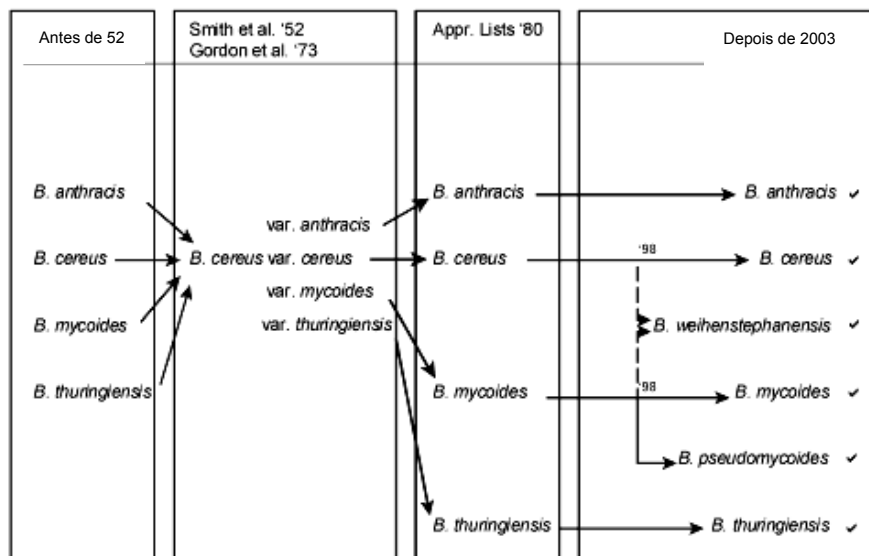 Antes de 52
Smith et al. '52
Gordon et al. '73
Appr. Lists '80
Depois de 2003
B. anthracis
B. cereus
B. mycoides
B. thuringiensis
var. anthracis
B. cereus var. cereus
var. mycoides
var. thuringiensis
B. anthracis
B. cereus
B. mycoides
B. thuringiensis
'98
'98
B. anthracis ✓
B. cereus ✓
B. weihenstephanensis ✓
B. mycoides ✓
B. pseudomycoides ✓
B. thuringiensis ✓